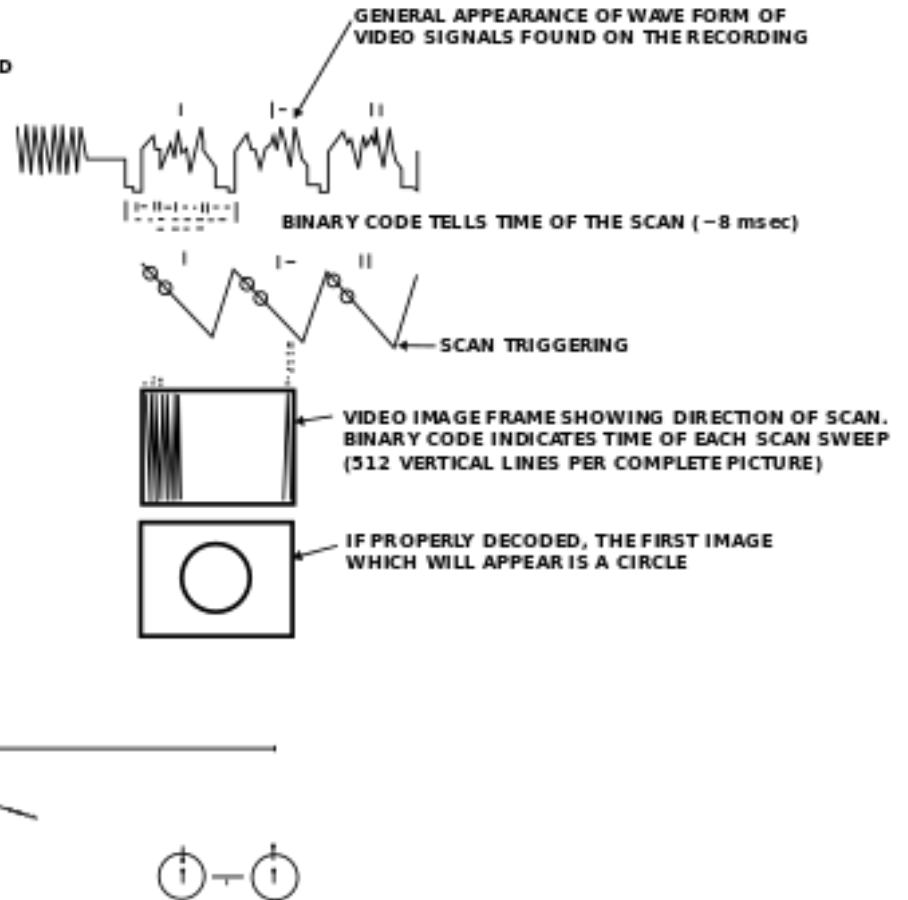 GENERAL APPEARANCE OF WAVE FORM OF
VIDEO SIGNALS FOUND ON THE RECORDING
D
BINARY CODE TELLS TIME OF THE SCAN (~8 msec)
SCAN TRIGGERING
VIDEO IMAGE FRAME SHOWING DIRECTION OF SCAN.
BINARY CODE INDICATES TIME OF EACH SCAN SWEEP
(512 VERTICAL LINES PER COMPLETE PICTURE)
IF PROPERLY DECODED, THE FIRST IMAGE
WHICH WILL APPEAR IS A CIRCLE